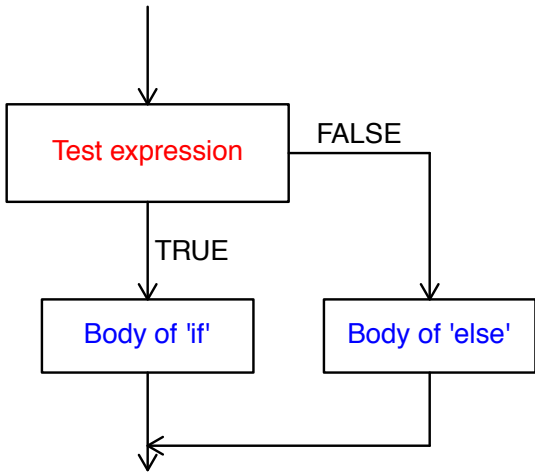 Test expression
FALSE
TRUE
Body of 'if'
Body of 'else'